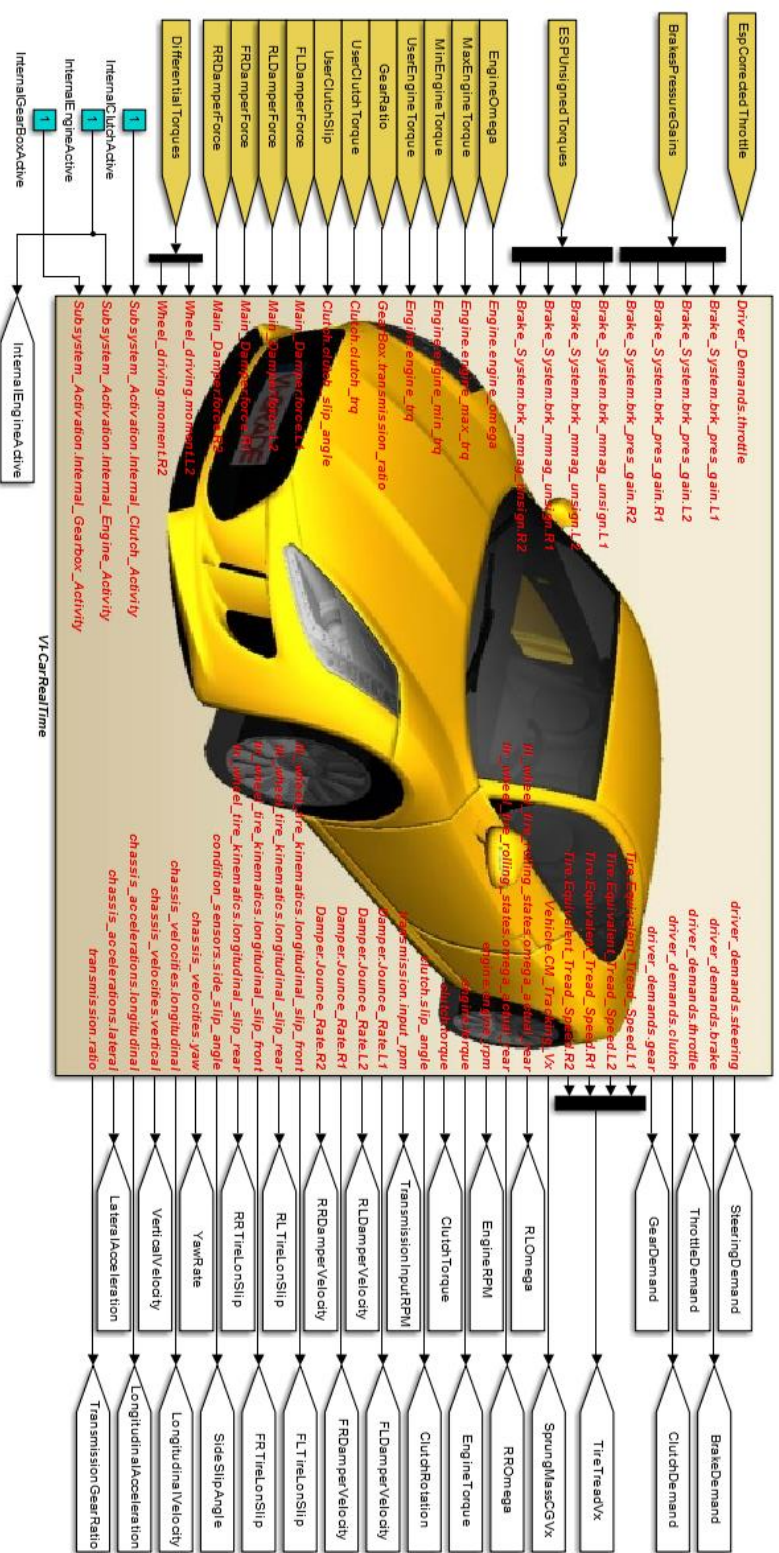 EspCorrectedThrottle
BrakesPressureGains
ESPUnsignedTorques
EngineOmega
MaxEngineTorque
MinEngineTorque
UserEngineTorque
GearRatio
UserClutchTorque
UserClutchSlip
FLDamperForce
RLDamperForce
FRDamperForce
RRDamperForce
DifferentialTorques
1
InternalClutchActive
1
InternalEngineActive
1
InternalGearBoxActive
Driver_Demands.throttle
Brake_System.brk_pres_gain.L1
Brake_System.brk_pres_gain.L2
Brake_System.brk_pres_gain.R1
Brake_System.brk_pres_gain.R2
Brake_System.brk_mmag_unsign.L1
Brake_System.brk_mmag_unsign.L2
Brake_System.brk_mmag_unsign.R1
Brake_System.brk_mmag_unsign.R2
Engine.engine_omega
Engine.engine_max_trq
Engine.engine_min_trq
Engine.engine_trq
GearBox.transmission_ratio
Clutch.clutch_trq
Clutch.clutch_slip_angle
Main_Damper.force.L1
Main_Damper.force.L2
Main_Damper.force.R1
Main_Damper.force.R2
Wheel_driving.moment.L2
Wheel_driving.moment.R2
Subsystem_Activation.Internal_Clutch_Activity
Subsystem_Activation.Internal_Engine_Activity
Subsystem_Activation.Internal_Gearbox_Activity
driver_demands.steering
driver_demands.brake
driver_demands.throttle
driver_demands.clutch
driver_demands.gear
Tire.Equivalent_Tread_Speed.L1
Tire.Equivalent_Tread_Speed.L2
Tire.Equivalent_Tread_Speed.R1
Tire.Equivalent_Tread_Speed.R2
transmission.input_rpm
Damper.Jounce_Rate.L1
Damper.Jounce_Rate.L2
Damper.Jounce_Rate.R1
Damper.Jounce_Rate.R2
condition_sensors.side_slip_angle
chassis_velocities.yaw
chassis_velocities.longitudinal
chassis_velocities.vertical
chassis_accelerations.longitudinal
chassis_accelerations.lateral
transmission.ratio
SteeringDemand
BrakeDemand
ThrottleDemand
ClutchDemand
GearDemand
TireTreadVx
SprungMassCGVx
RLOmega
RROmega
EngineRPM
EngineTorque
ClutchTorque
ClutchRotation
TransmissionInputRPM
FLDamperVelocity
RLDamperVelocity
FRDamperVelocity
RRDamperVelocity
FLTireLonSlip
RLTireLonSlip
FRTireLonSlip
RRTireLonSlip
SideSlipAngle
YawRate
LongitudinalVelocity
VerticalVelocity
LongitudinalAcceleration
LateralAcceleration
TransmissionGearRatio
VI-CarRealTime
InternalEngineActive